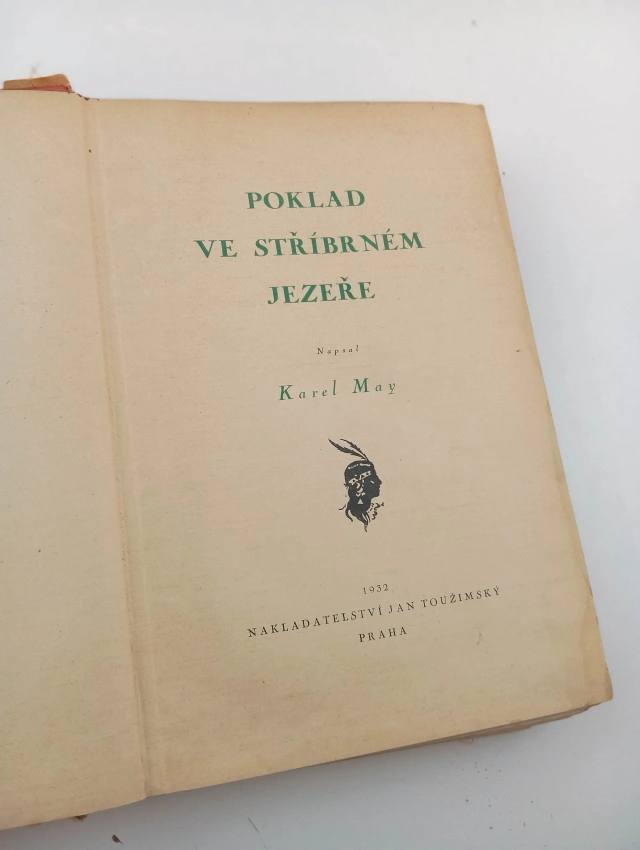 POKLAD
VE STŘÍBRNÉM
JEZEŘE
Napsal
Karel May
1932
NAKLADATELSTVÍ JAN TOUŽIMSKÝ
PRAHA